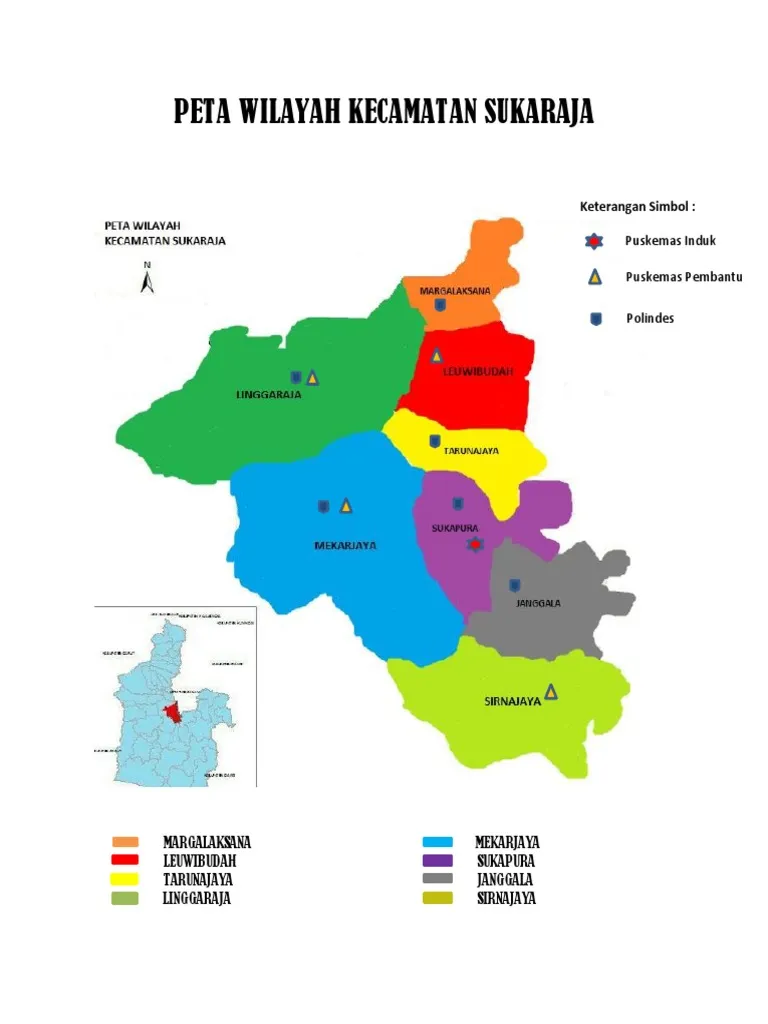 PETA WILAYAH KECAMATAN SUKARAJA
Keterangan Simbol :
PETA WILAYAH
KECAMATAN SUKARAJA
N
Puskemas Induk
Puskemas Pembantu
Polindes
MARGALAKSANA
LEUWIBUDAH
LINGGARAJA
TARUNAJAYA
SUKAPURA
MEKARJAYA
JANGGALA
SIRNAJAYA
MARGALAKSANA
LEUWIBUDAH
TARUNAJAYA
LINGGARAJA
MEKARJAYA
SUKAPURA
JANGGALA
SIRNAJAYA